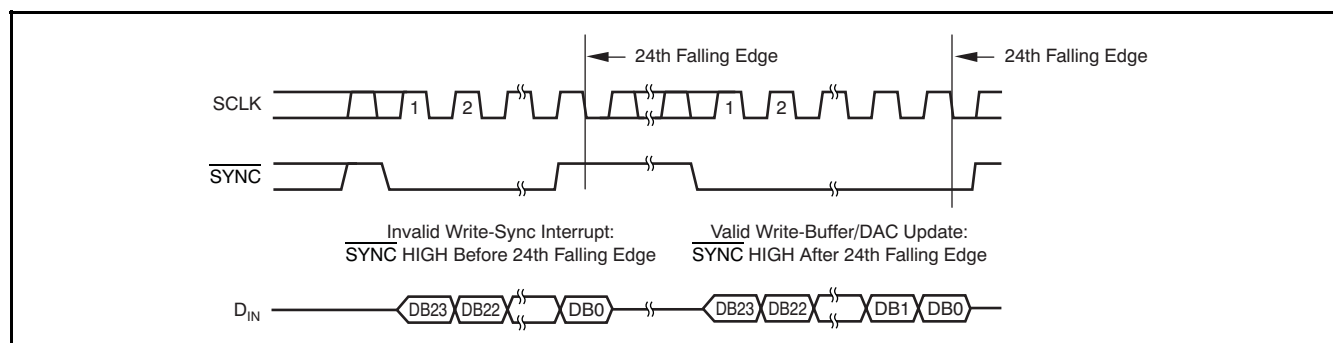 24th Falling Edge
24th Falling Edge
SCLK
1
2
1
2
SYNC
Invalid Write-Sync Interrupt:
SYNC HIGH Before 24th Falling Edge
Valid Write-Buffer/DAC Update:
SYNC HIGH After 24th Falling Edge
DIN
DB23
DB22
DB0
DB23
DB22
DB1
DB0